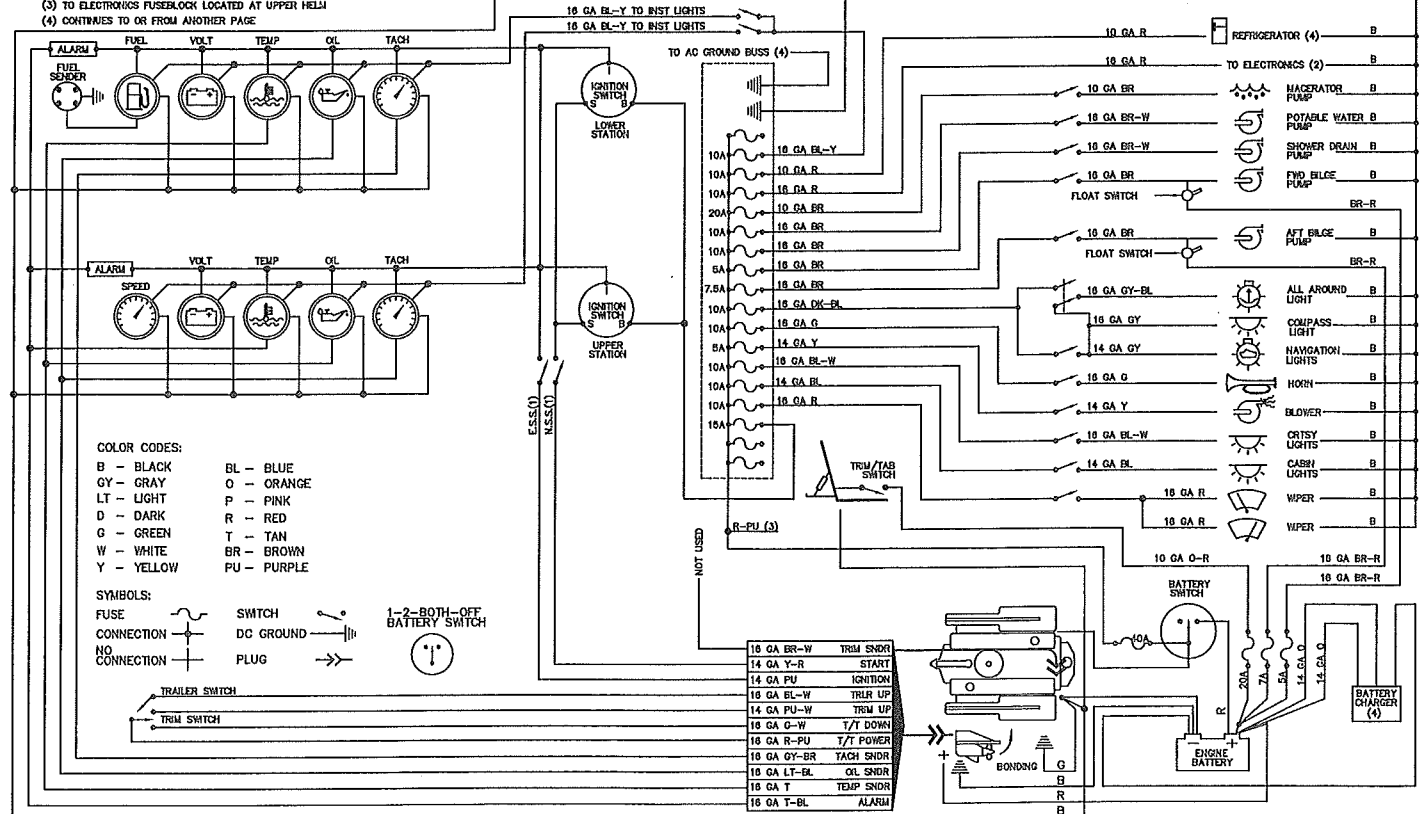 (3) TO ELECTRONICS FUSEBLOCK LOCATED AT UPPER HELM
(4) CONTINUES TO OR FROM ANOTHER PAGE
16 GA BL-Y TO INST LIGHTS
16 GA BL-Y TO INST LIGHTS
ALARM
FUEL
VOLT
TEMP
OIL
TACH
FUEL
SENDER
IGNITION
SWITCH
S
B
LOWER
STATION
TO AC GROUND BUSS (4)
10 GA R
REFRIGERATOR (4)
B
16 GA R
TO ELECTRONICS (2)
B
10 GA BR
MACERATOR
PUMP
B
16 GA BR-W
POTABLE WATER
PUMP
B
16 GA BR-W
SHOWER DRAIN
PUMP
B
16 GA BR
FWD BILGE
PUMP
B
FLOAT SWITCH
BR-R
16 GA BR
AFT BILGE
PUMP
B
FLOAT SWITCH
BR-R
16 GA GY-BL
ALL AROUND
LIGHT
B
16 GA GY
COMPASS
LIGHT
B
14 GA GY
NAVIGATION
LIGHTS
B
16 GA G
HORN
B
14 GA Y
BLOWER
B
16 GA BL-W
CRTSY
LIGHTS
B
14 GA BL
CABIN
LIGHTS
B
16 GA R
WIPER
B
16 GA R
WIPER
B
10A
16 GA BL-Y
10A
10 GA R
10A
16 GA R
20A
10 GA BR
10A
16 GA BR
10A
16 GA BR
5A
16 GA BR
7.5A
16 GA BR
10A
16 GA DK-BL
10A
16 GA G
5A
14 GA Y
10A
16 GA BL-W
10A
14 GA BL
10A
16 GA R
15A
ALARM
VOLT
TEMP
OIL
TACH
SPEED
IGNITION
SWITCH
S
B
UPPER
STATION
E.S.S.(1)
N.S.S.(1)
TRIM/TAB
SWITCH
R-PU (3)
NOT USED
COLOR CODES:
B – BLACK
GY – GRAY
LT – LIGHT
D – DARK
G – GREEN
W – WHITE
Y – YELLOW
BL – BLUE
O – ORANGE
P – PINK
R – RED
T – TAN
BR – BROWN
PU – PURPLE
SYMBOLS:
FUSE
CONNECTION
NO
CONNECTION
SWITCH
DC GROUND
PLUG
1-2-BOTH-OFF
BATTERY SWITCH
TRAILER SWITCH
TRIM SWITCH
16 GA BR-W TRIM SNDR
14 GA Y-R START
14 GA PU IGNITION
16 GA BL-W TRLR UP
14 GA PU-W TRIM UP
16 GA G-W T/T DOWN
16 GA R-PU T/T POWER
16 GA GY-BR TACH SNDR
16 GA LT-BL OIL SNDR
16 GA T TEMP SNDR
16 GA T-BL ALARM
BONDING
+
G
B
R
B
10 GA O-R
16 GA BR-R
16 GA BR-R
BATTERY
SWITCH
40A
R
20A
7A
5A
14 GA O
14 GA O
BATTERY
CHARGER
(4)
– +
ENGINE
BATTERY